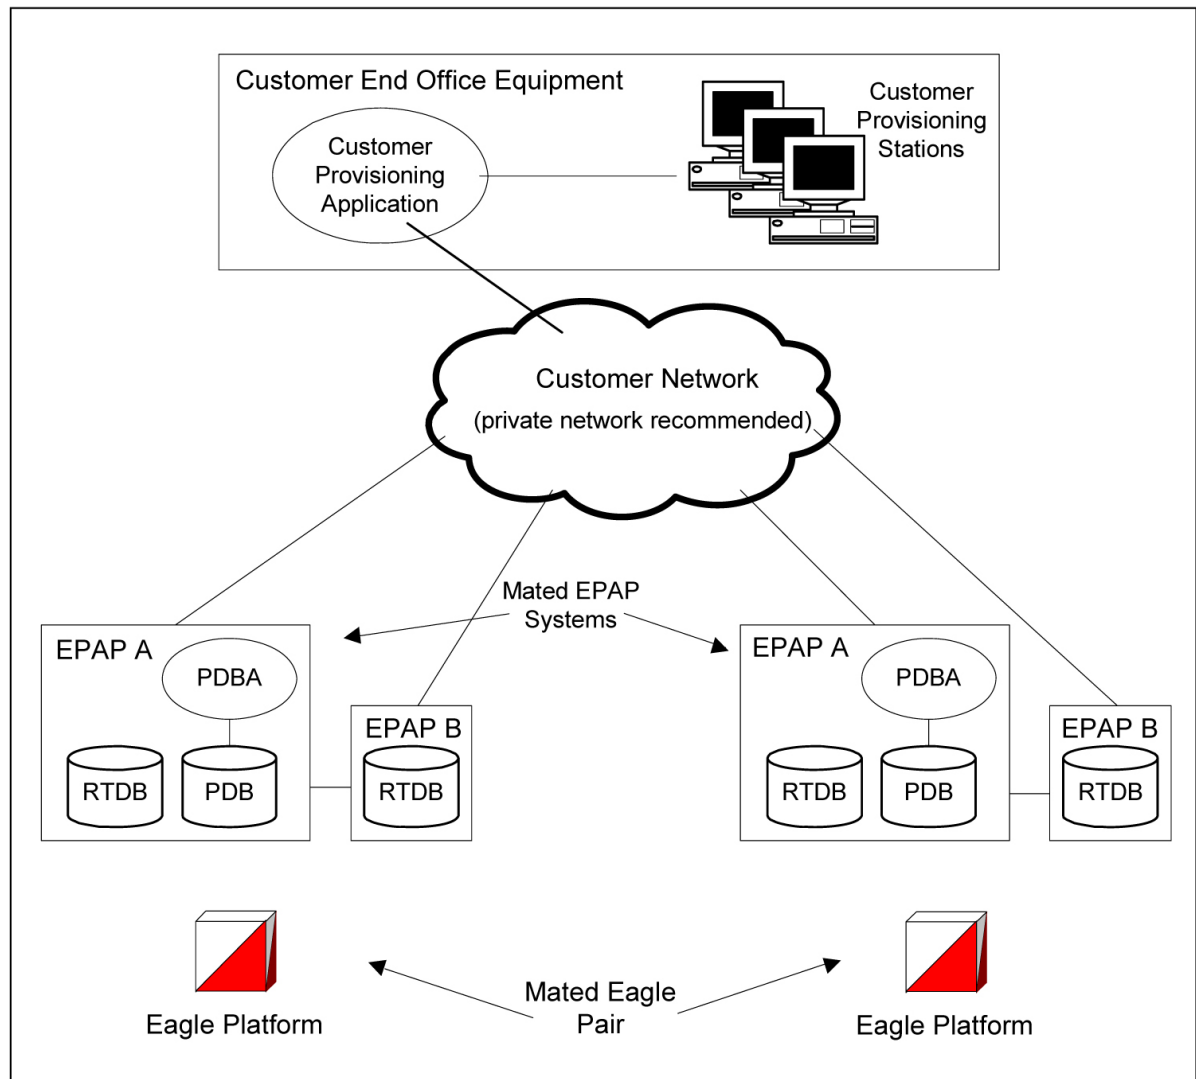 Customer End Office Equipment
Customer
Provisioning
Application
Customer
Provisioning
Stations
Customer Network
(private network recommended)
Mated EPAP
Systems
EPAP A
PDBA
RTDB
PDB
EPAP B
RTDB
EPAP A
PDBA
RTDB
PDB
EPAP B
RTDB
Eagle Platform
Mated Eagle
Pair
Eagle Platform